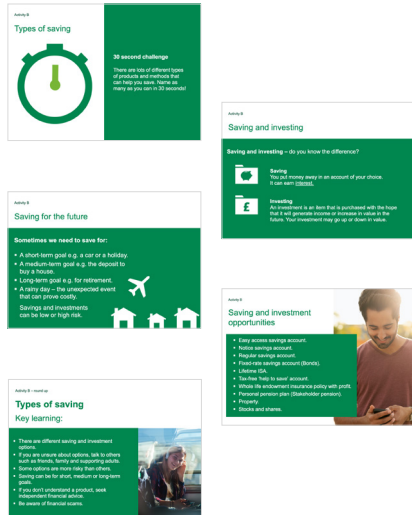 Activity B
Types of saving
30 second challenge
There are lots of different types
of products and methods that
can help you save. Name as
many as you can in 30 seconds!
Activity B
Saving and investing
Saving and investing – do you know the difference?
Saving
You put money away in an account of your choice.
It can earn interest.
£
Investing
An investment is an item that is purchased with the hope
that it will generate income or increase in value in the
future. Your investment may go up or down in value.
Activity B
Saving for the future
Sometimes we need to save for:
• A short-term goal e.g. a car or a holiday.
• A medium-term goal e.g. the deposit to
buy a house.
• Long-term goal e.g. for retirement.
• A rainy day – the unexpected event
that can prove costly.
Savings and investments
can be low or high risk.
Activity B
Saving and investment
opportunities
• Easy access savings account.
• Notice savings account.
• Regular savings account.
• Fixed-rate savings account (Bonds).
• Lifetime ISA.
• Tax-free 'help to save' account.
• Whole life endowment insurance policy with profit.
• Personal pension plan (Stakeholder pension).
• Property.
• Stocks and shares.
Activity B – round up
Types of saving
Key learning:
• There are different saving and investment
options.
• If you are unsure about options, talk to others
such as friends, family and supporting adults.
• Some options are more risky than others.
• Saving can be for short, medium or long-term
goals.
• If you don't understand a product, seek
independent financial advice.
• Be aware of financial scams.